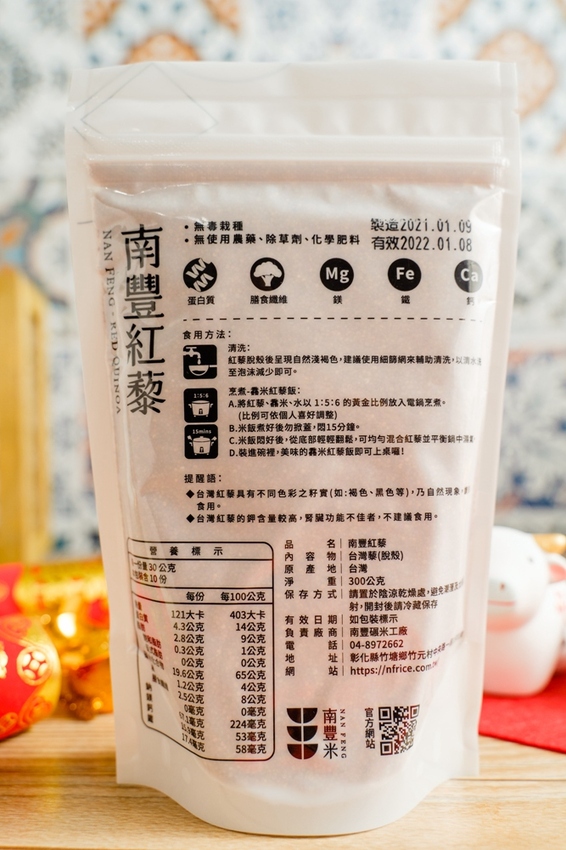 南豐紅藜
NAN FENG · RED QUINOA
• 無毒栽種
• 無使用農藥、除草劑、化學肥料
製造2021.01.09
有效2022.01.08
Mg
Fe
Ca
蛋白質
膳食纖維
鎂
鐵
鈣
食用方法:
清洗:
紅藜脫殼後呈現自然淺褐色,建議使用細篩網來輔助清洗,以清水洗
至泡沫減少即可。
1:5:6
烹煮-鱻米紅藜飯:
A.將紅藜、鱻米、水以 1:5:6 的黃金比例放入電鍋烹煮。
(比例可依個人喜好調整)
15mins
B.米飯煮好後勿掀蓋,悶15分鐘。
C.米飯悶好後,從底部輕輕翻鬆,可均勻混合紅藜並平衡鍋中
D.裝進碗裡,美味的鱻米紅藜飯即可上桌囉!
提醒語:
◆台灣紅藜具有不同色彩之籽實(如:褐色、黑色等),乃自然現象,
食用。
◆台灣紅藜的鉀含量較高,腎臟功能不佳者,不建議食用。
營養標示
一份量 30 公克
本包裝含 10 份
每份 每100公克
121大卡 403大卡
4.3公克 14公克
2.8公克 9公克
0.3公克 1公克
0公克 0公克
19.6公克 65公克
1.2公克 4公克
2.5公克 8公克
0毫克 0毫克
224毫克
53毫克
17.4毫克 58毫克
品名 南豐紅藜
內容物 台灣藜(脫殼)
原產地 台灣
淨重 300公克
保存方式 請置於陰涼乾燥處,避免
射,開封後請冷藏保存
有效日期 如包裝標示
負責廠商 南豐碾米工廠
電話 04-8972662
地址 彰化縣竹塘鄉竹元村
網站 https://nfrice.com
南豐米
NAN FENG
官方網站